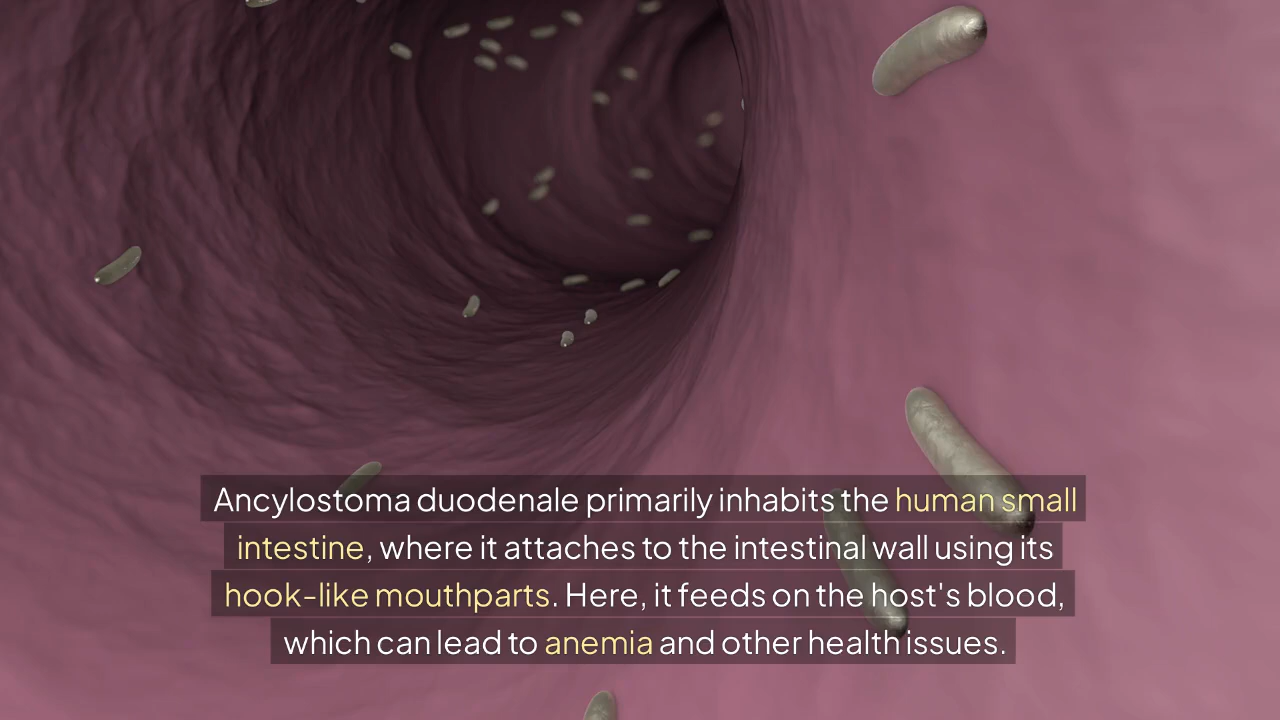 Ancylostoma duodenale primarily inhabits the human small
intestine, where it attaches to the intestinal wall using its
hook-like mouthparts. Here, it feeds on the host's blood,
which can lead to anemia and other health issues.